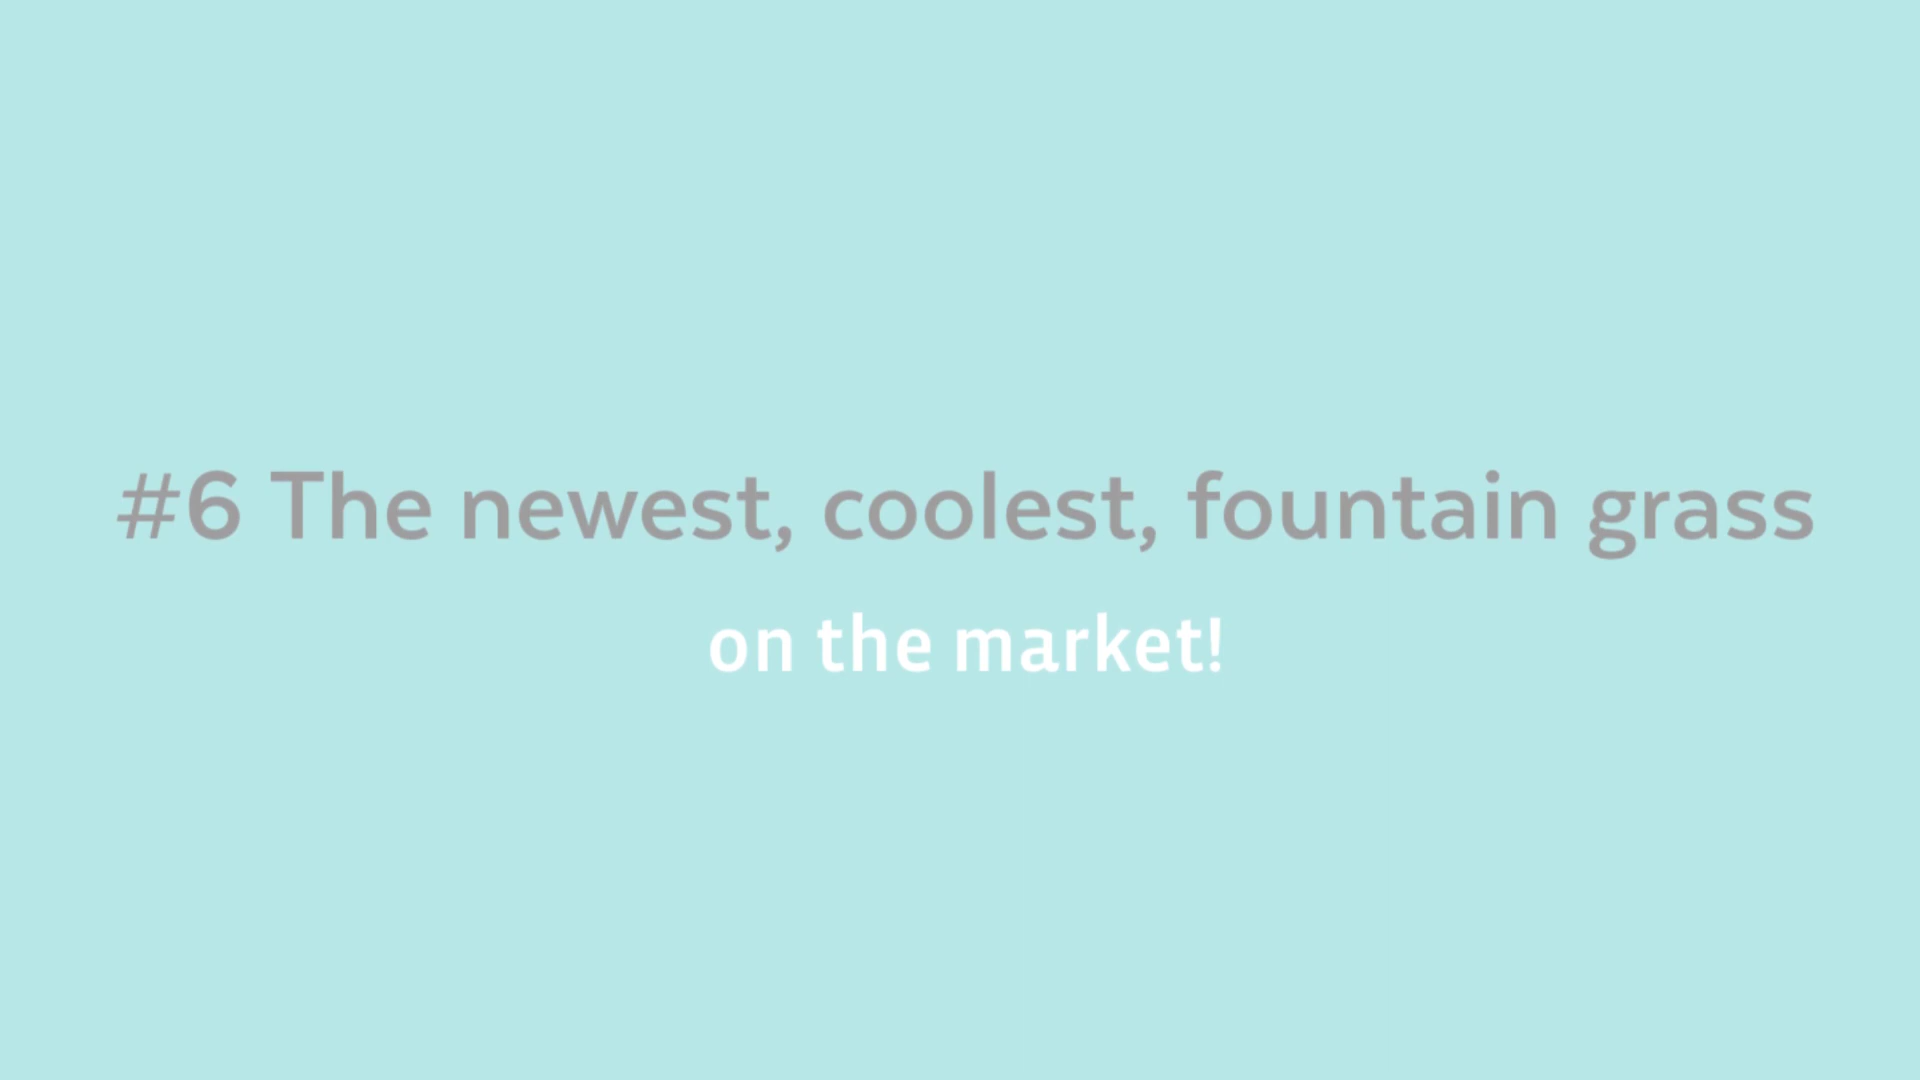 #6 The newest, coolest, fountain grass
on the market!